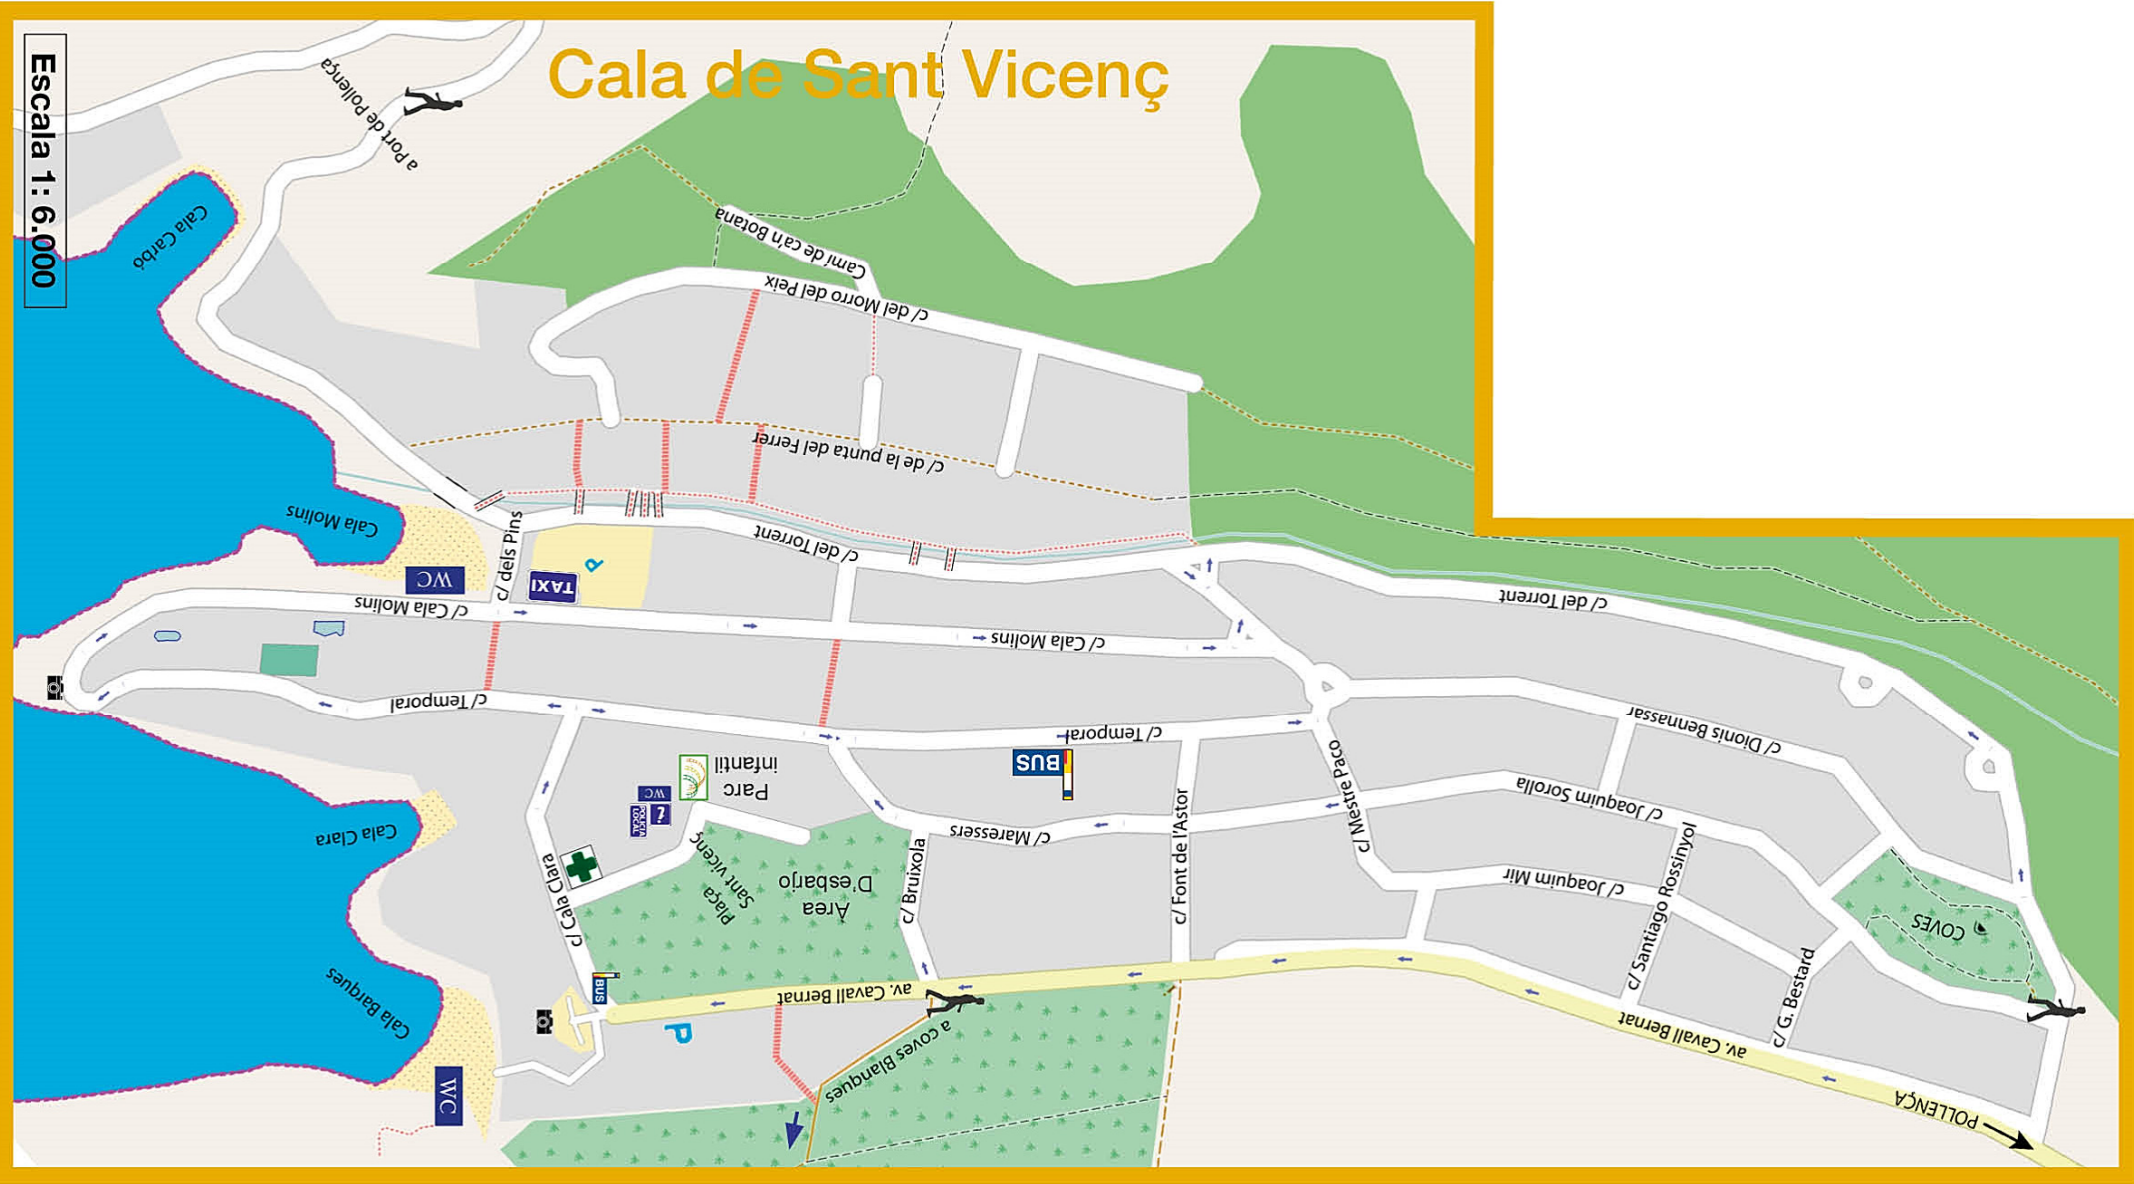 Cala de Sant Vicenç
Escala 1: 6.000
a Port de Pollença
Cala Carbó
Camí de ca'n Botana
c/ del Morro del Peix
c/ de la punta del Ferrer
Cala Molins
c/ dels Pins
c/ del Torrent
P
TAXI
WC
c/ Cala Molins
c/ Cala Molins
c/ del Torrent
c/ Temporal
c/ Temporal
BUS
c/ Dionis Bennassar
c/ Mestre Paco
Parc
infantil
WC
i
POLICIA
LOCAL
Cala Clara
c/ Maressers
c/ Joaquim Sorolla
c/ Font de l'Astor
c/ Santiago Rossinyol
c/ Joaquim Mir
c/ Bruixola
Plaça
Sant vicenç
Area
D'esbarjo
c/ Cala Clara
COVES
c/ G. Bestard
Cala Barques
BUS
av. Cavall Bernat
av. Cavall Bernat
P
a coves Blanques
WC
POLLENÇA